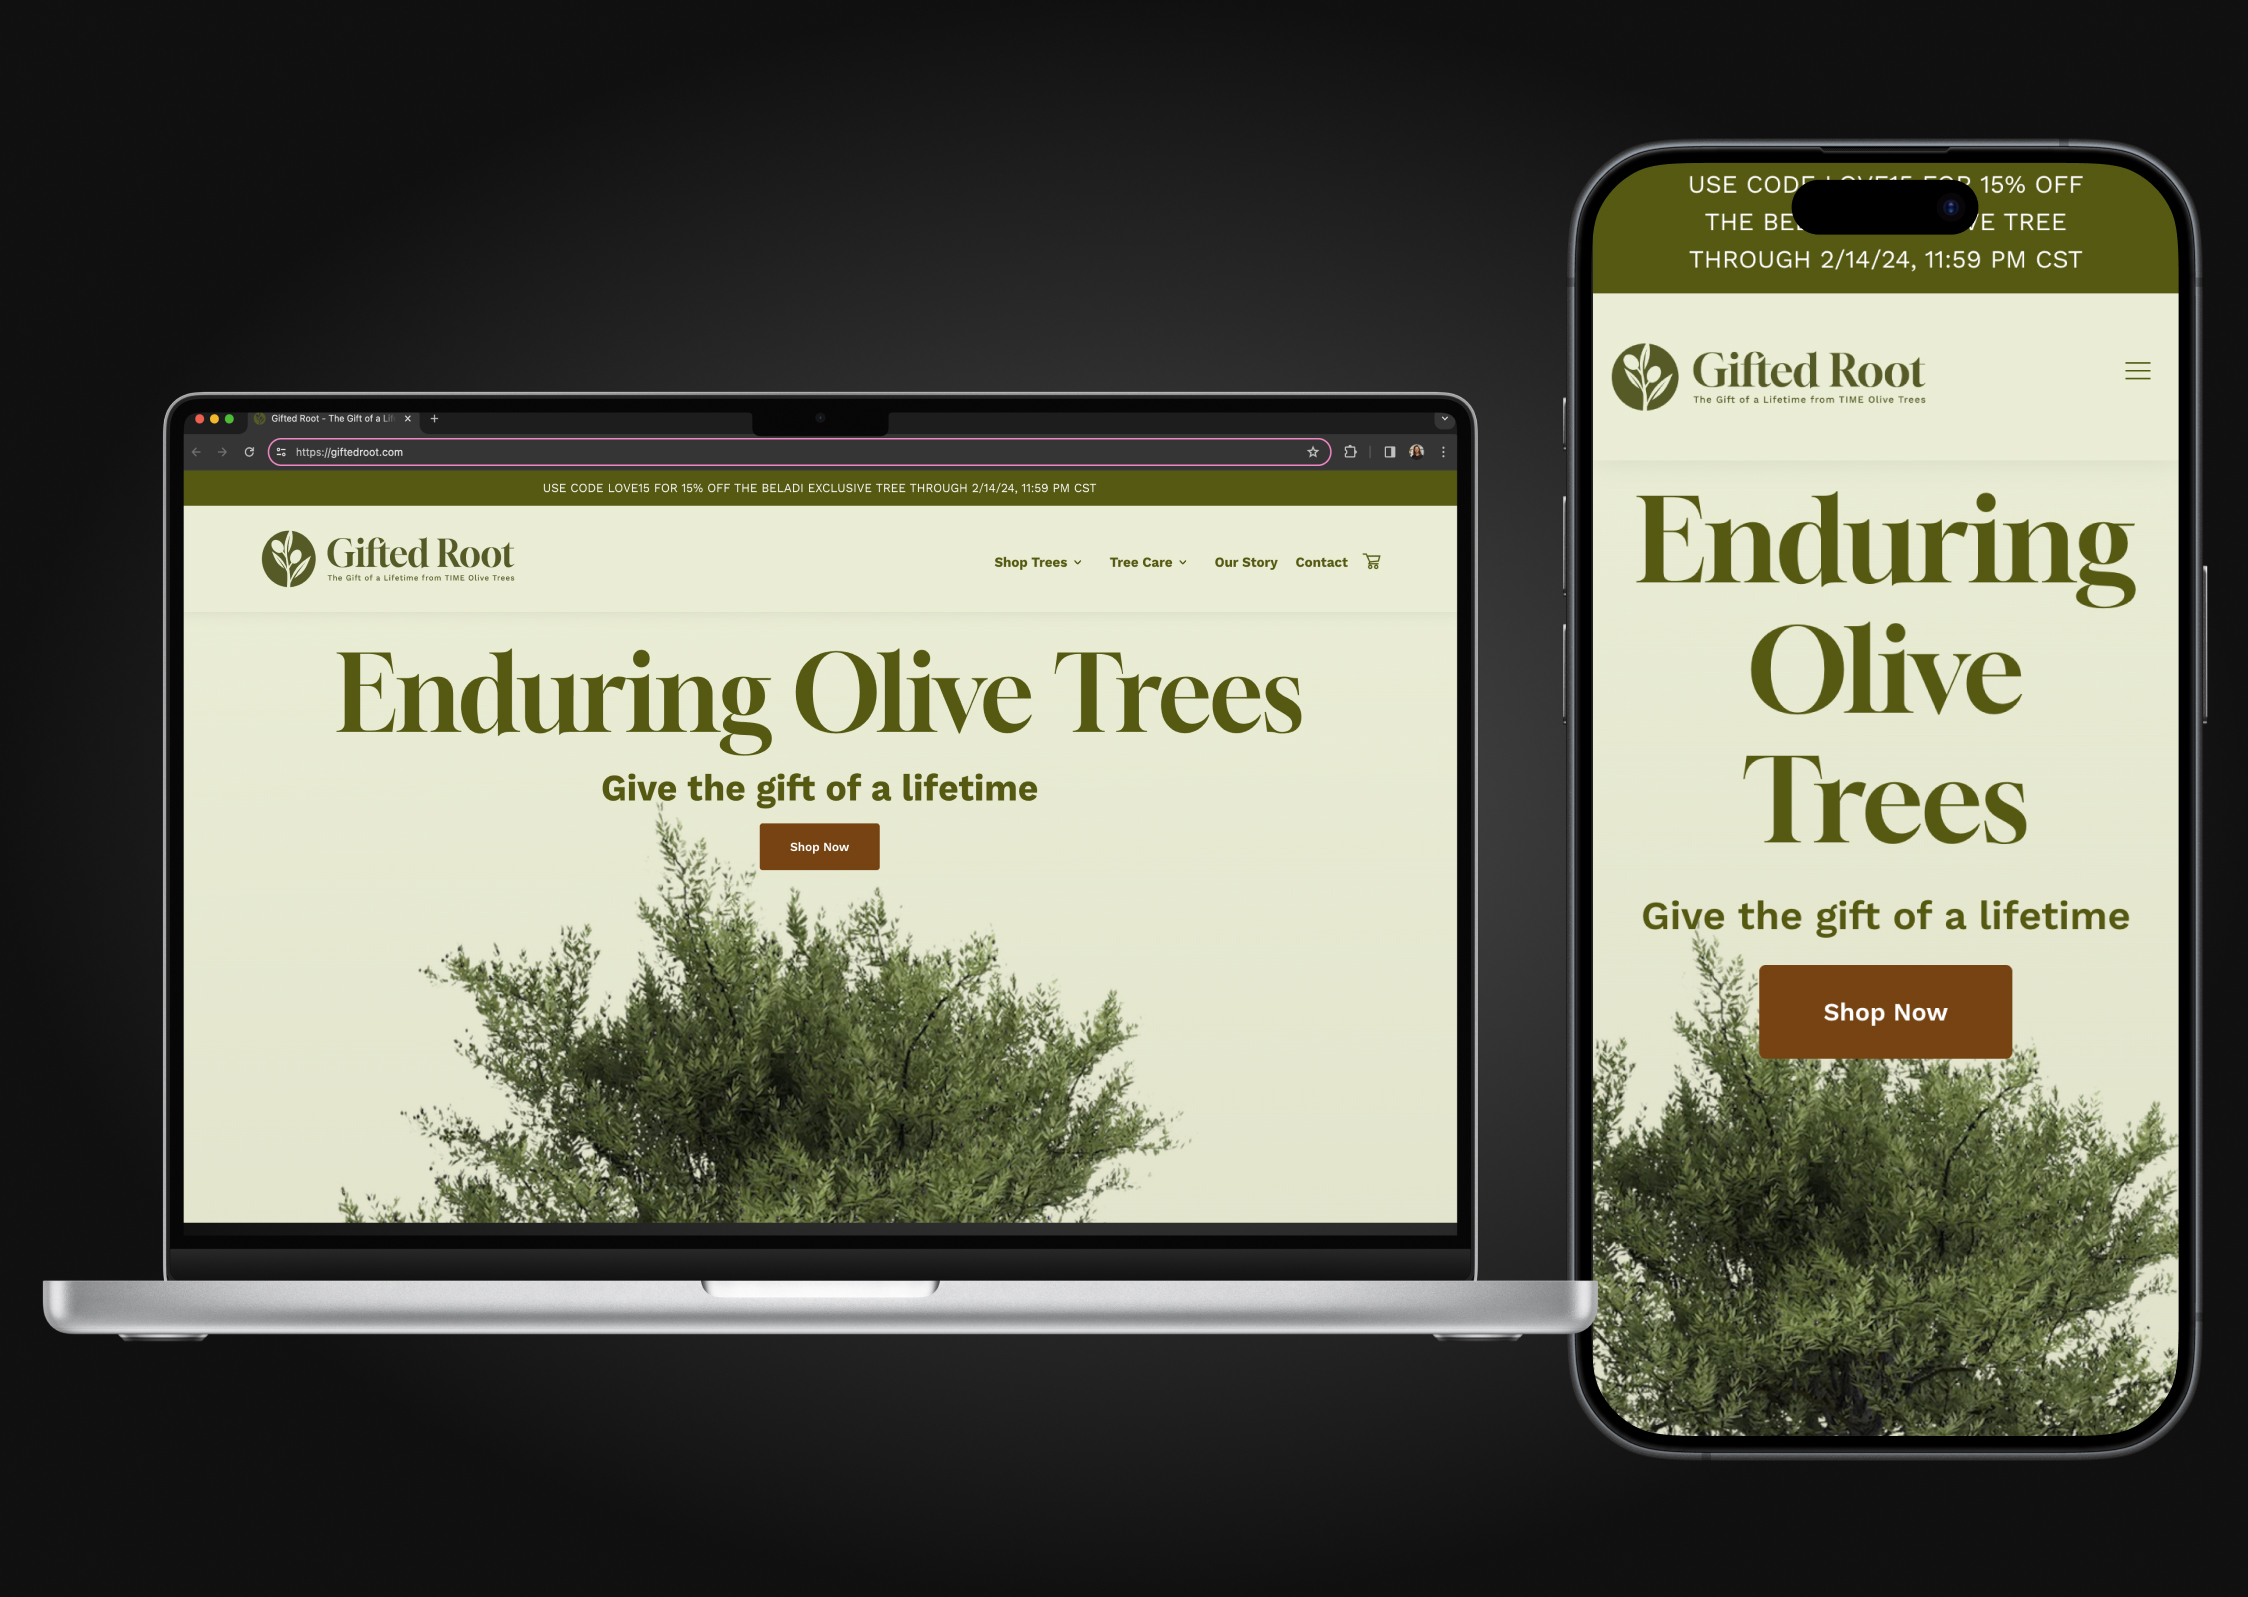 Gifted Root - The Gift of a Li
https://giftedroot.com
USE CODE LOVE15 FOR 15% OFF THE BELADI EXCLUSIVE TREE THROUGH 2/14/24, 11:59 PM CST
Gifted Root
The Gift of a Lifetime from TIME Olive Trees
Shop Trees
Tree Care
Our Story
Contact
Enduring Olive Trees
Give the gift of a lifetime
Shop Now
USE CODE LOVE15 FOR 15% OFF
THE TREE
THROUGH 2/14/24, 11:59 PM CST
Gifted Root
The Gift of a Lifetime from TIME Olive Trees
Enduring
Olive
Trees
Give the gift of a lifetime
Shop Now